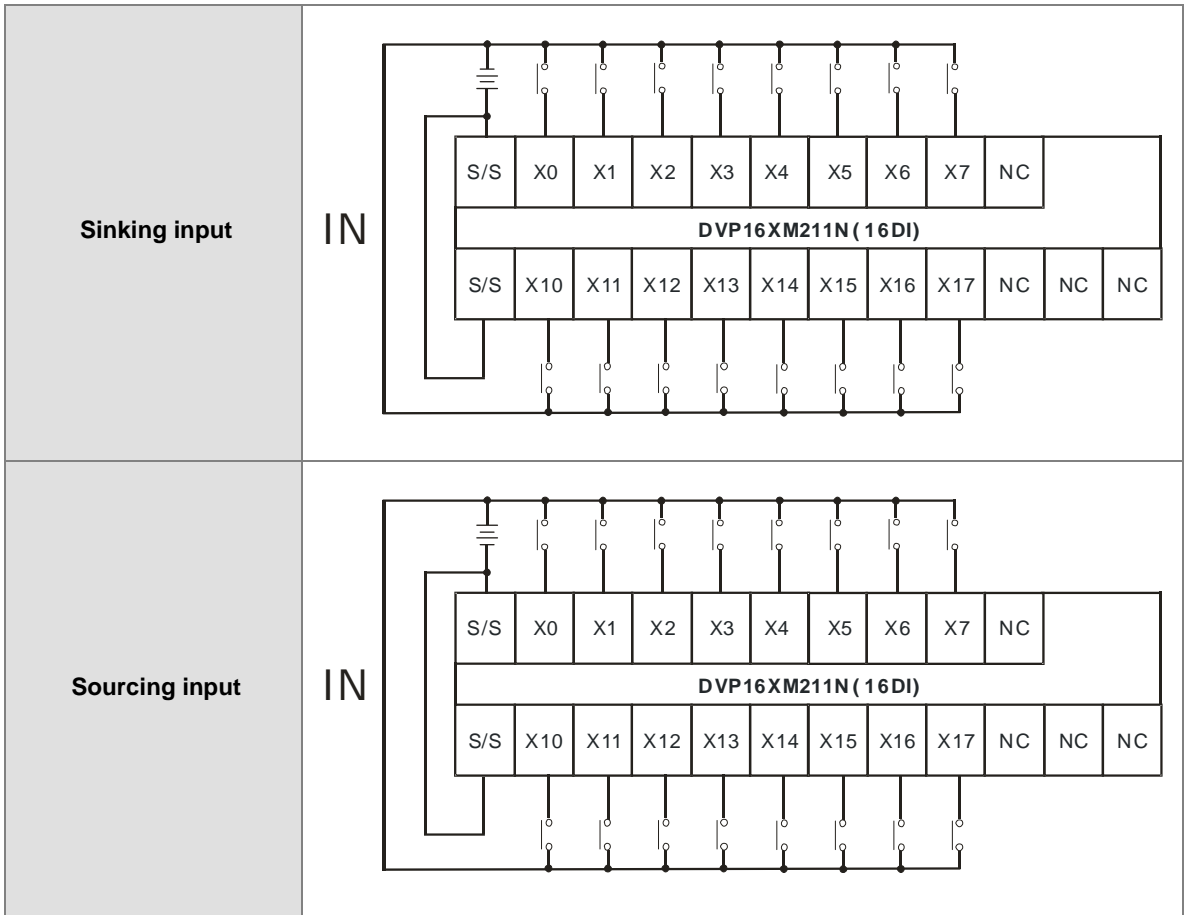 Sinking input
IN
S/S X0 X1 X2 X3 X4 X5 X6 X7 NC
DVP16XM211N (16DI)
S/S X10 X11 X12 X13 X14 X15 X16 X17 NC NC NC
Sourcing input
IN
S/S X0 X1 X2 X3 X4 X5 X6 X7 NC
DVP16XM211N (16DI)
S/S X10 X11 X12 X13 X14 X15 X16 X17 NC NC NC